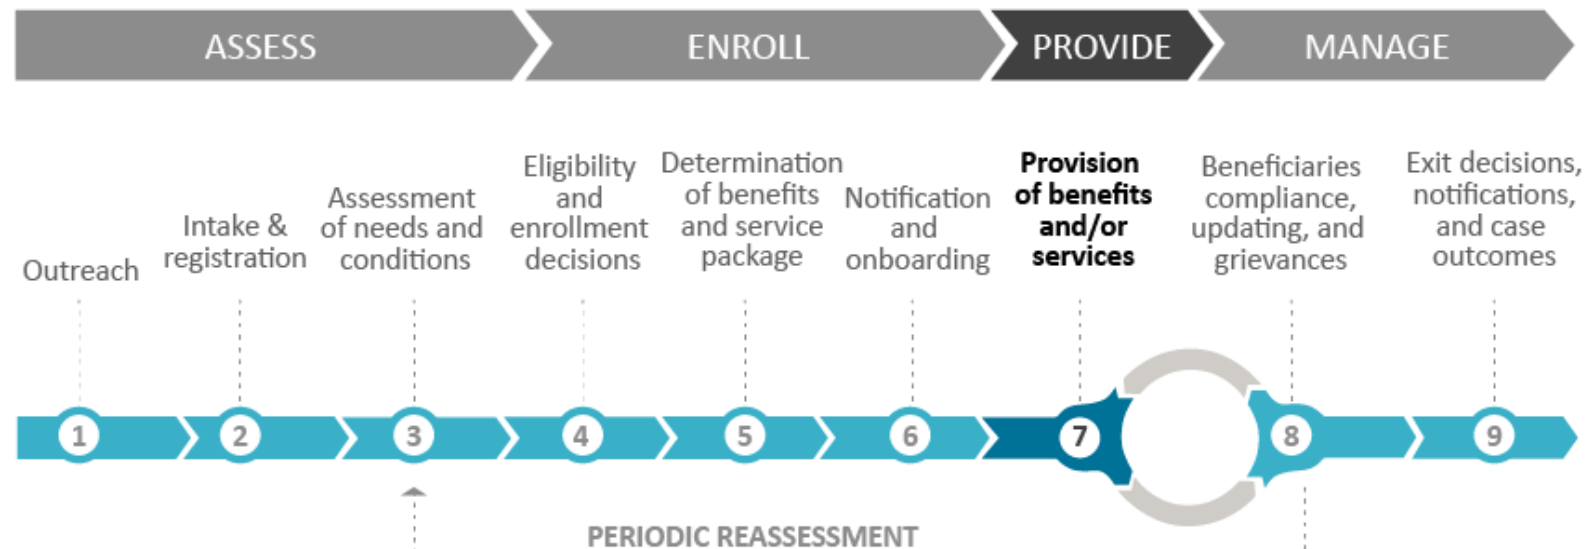 ASSESS
ENROLL
PROVIDE
MANAGE
Outreach
Intake &
registration
Assessment
of needs and
conditions
Eligibility
and
enrollment
decisions
Determination
of benefits
and service
package
Notification
and
onboarding
Provision
of benefits
and/or
services
Beneficiaries
compliance,
updating, and
grievances
Exit decisions,
notifications,
and case
outcomes
1
2
3
4
5
6
7
8
9
PERIODIC REASSESSMENT